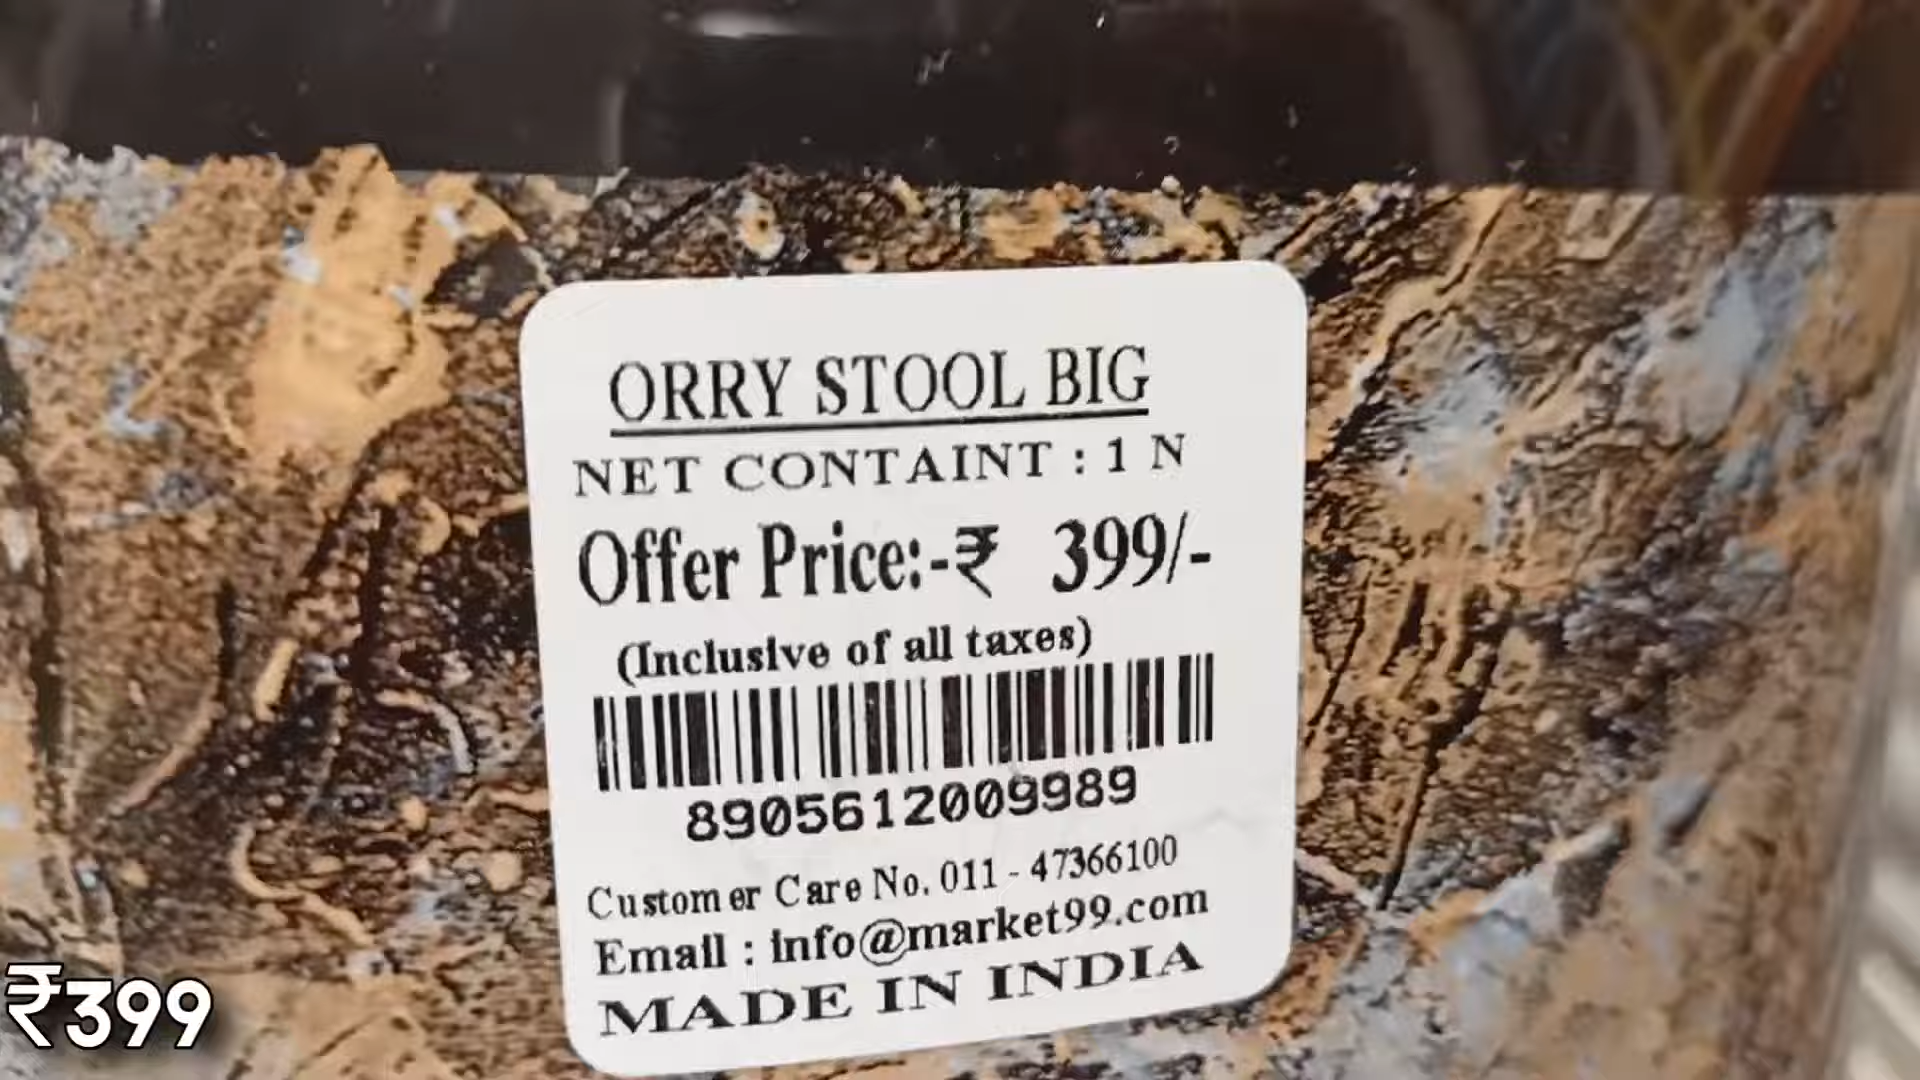 ORRY STOOL BIG
NET CONTAINT : 1 N
Offer Price:-₹ 399/-
(Inclusive of all taxes)
8905612009989
Customer Care No. 011 - 47366100
Email : info@market99.com
MADE IN INDIA
₹399